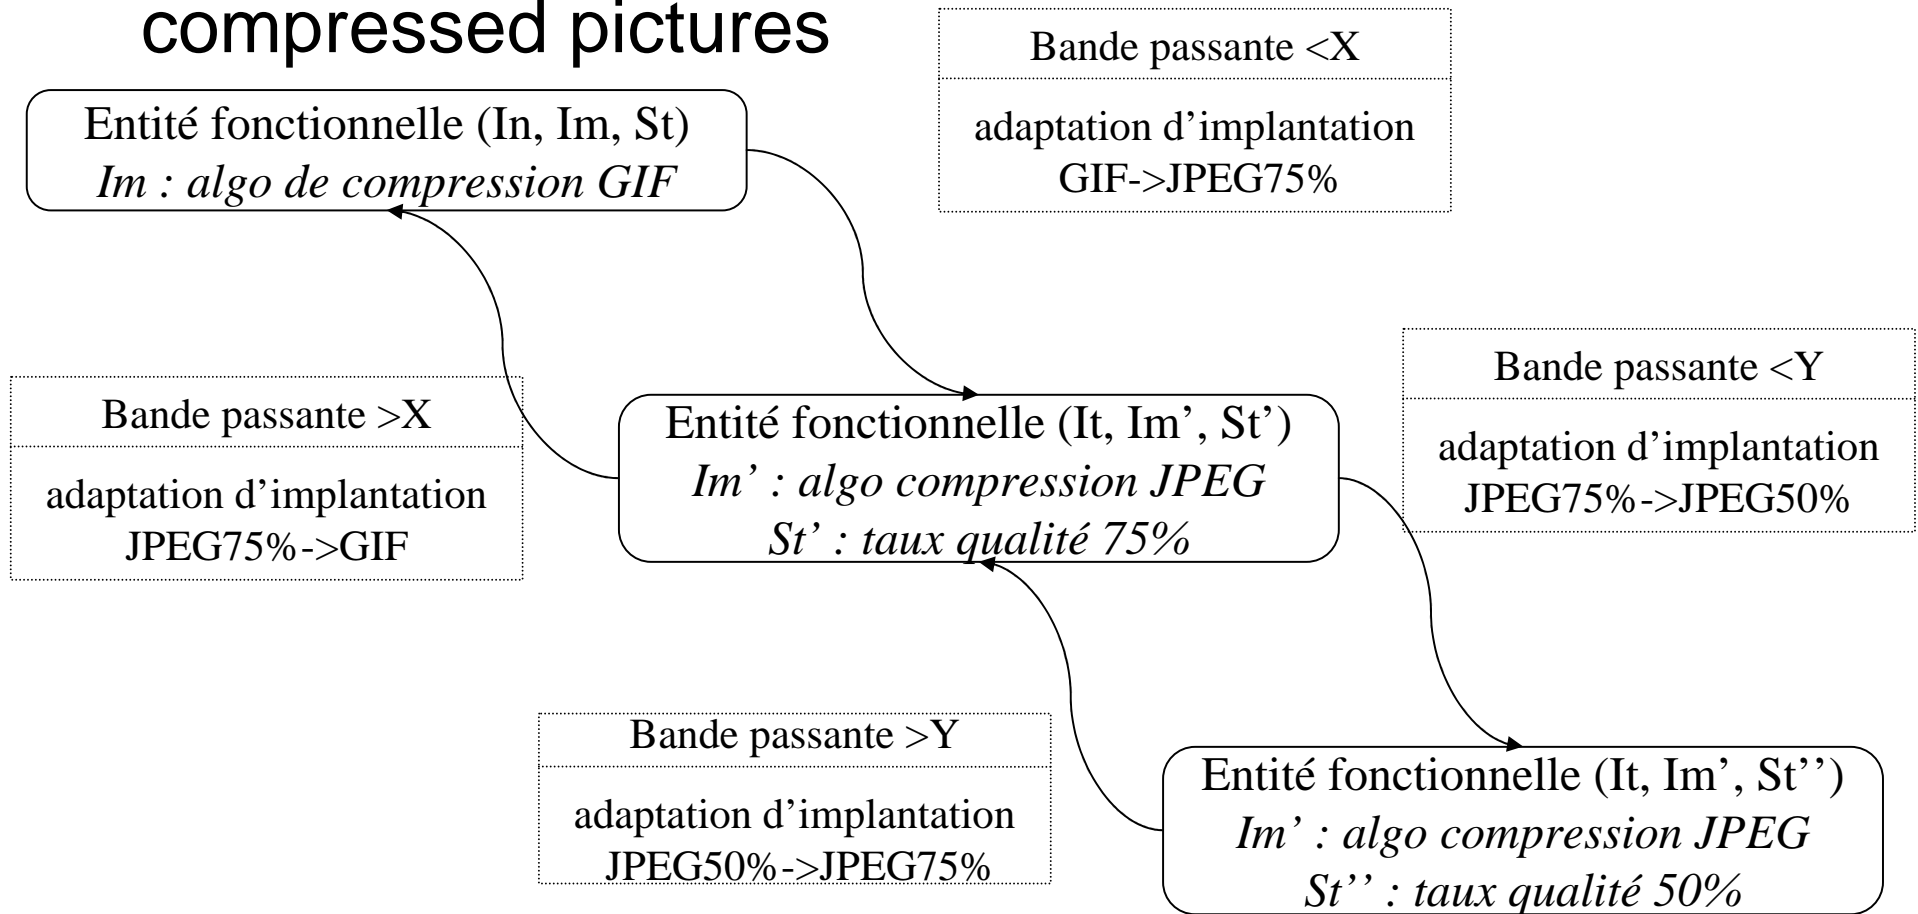 compressed pictures
Bande passante <X
adaptation d’implantation
GIF->JPEG75%
Entité fonctionnelle (In, Im, St)
Im : algo de compression GIF
Bande passante >X
adaptation d’implantation
JPEG75%->GIF
Entité fonctionnelle (It, Im’, St’)
Im’ : algo compression JPEG
St’ : taux qualité 75%
Bande passante <Y
adaptation d’implantation
JPEG75%->JPEG50%
Bande passante >Y
adaptation d’implantation
JPEG50%->JPEG75%
Entité fonctionnelle (It, Im’, St’’)
Im’ : algo compression JPEG
St’’ : taux qualité 50%